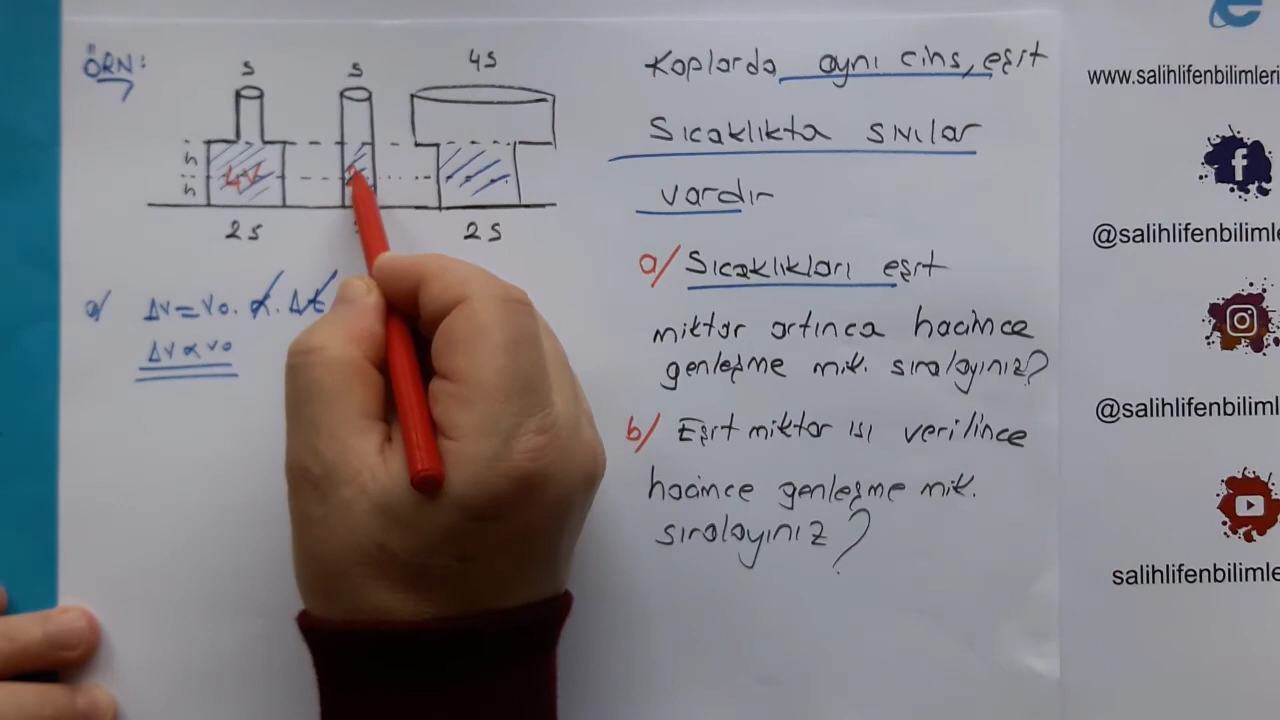 ÖRN:
S S 4S
h
h
4V
2S 2S
a) ΔV = V0 . α . Δt
ΔV α V0
Kaplarda aynı cins, eşit
Sıcaklıkta sıvılar
vardır
a/ Sıcaklıkları eşit
miktar artınca hacimce
genleşme mik. sıralayınız?
b/ Eşit miktar ısı verilince
hacimce genleşme mik.
sıralayınız?
www.salihlifenbilimleri
@salihlifenbilimle
@salihlifenbiliml
salihlifenbilimle